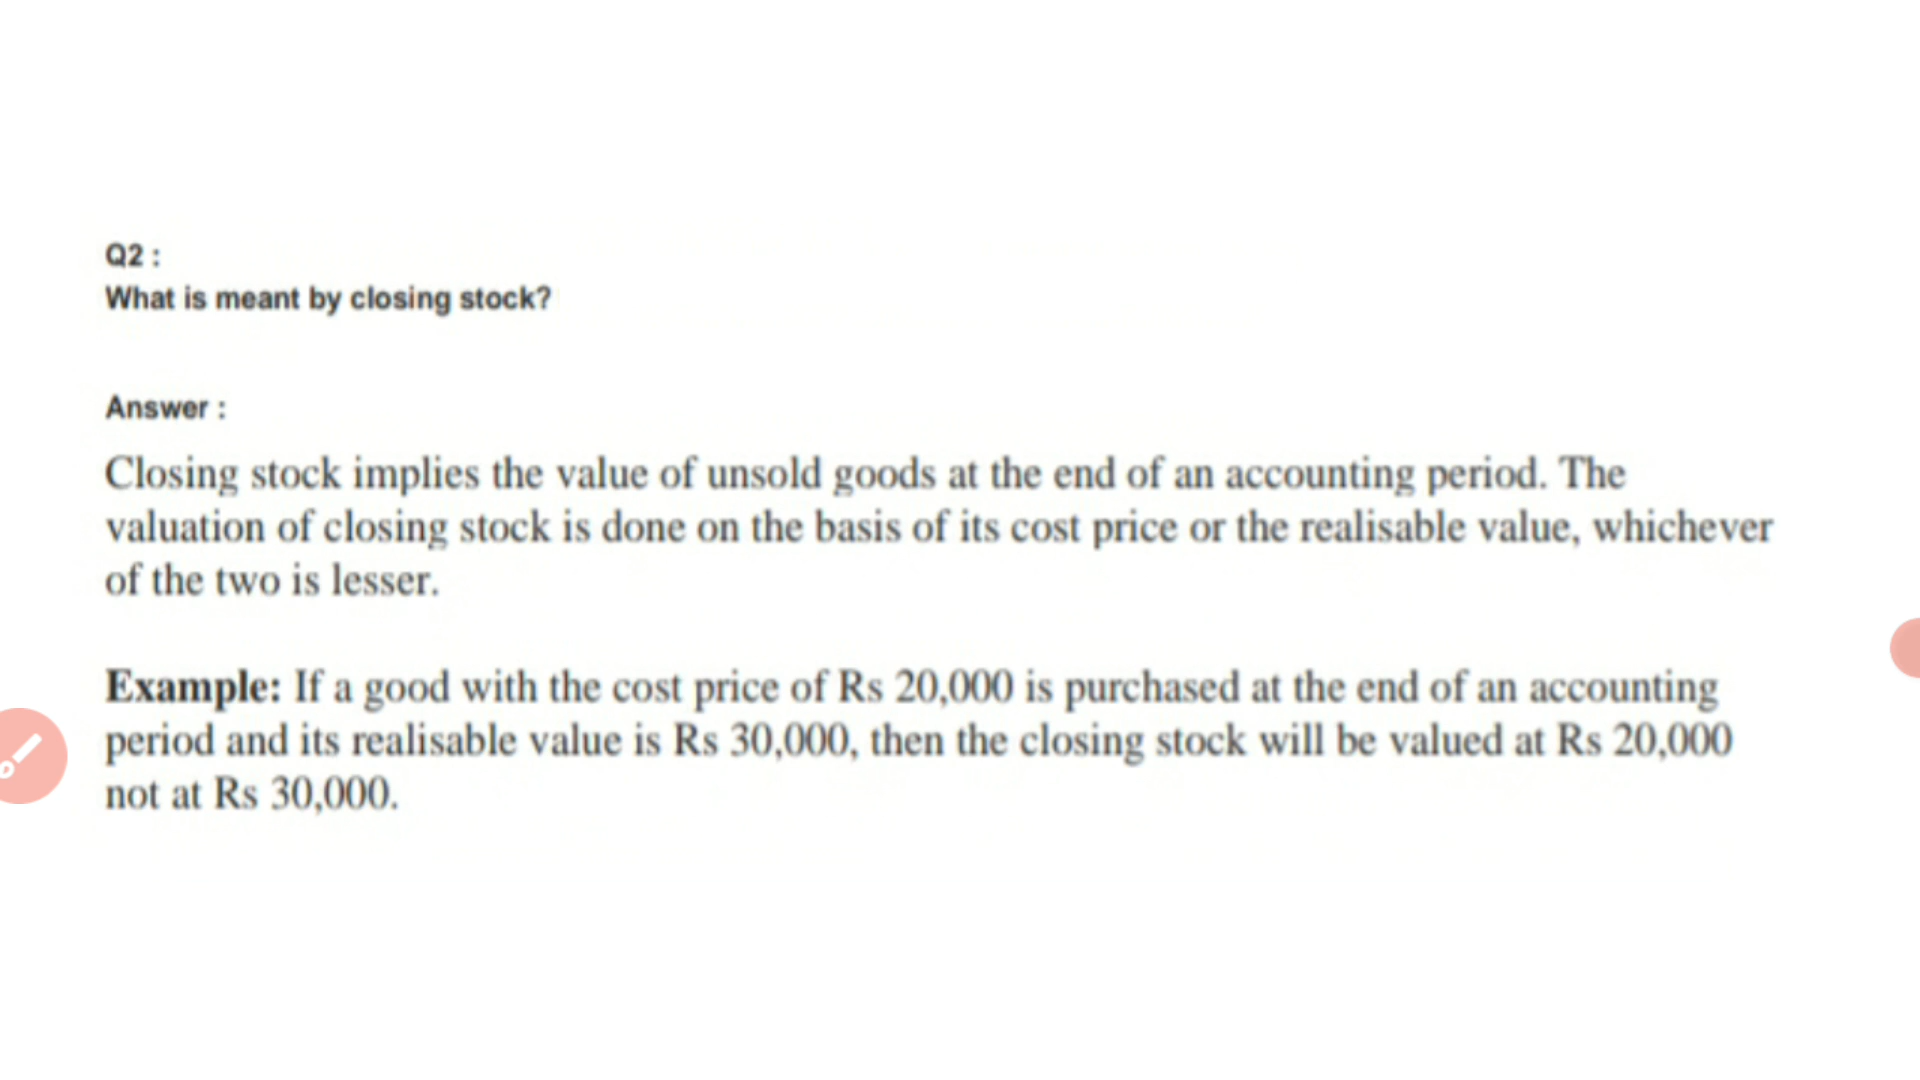 Q2 :
What is meant by closing stock?
Answer :
Closing stock implies the value of unsold goods at the end of an accounting period. The
valuation of closing stock is done on the basis of its cost price or the realisable value, whichever
of the two is lesser.
Example: If a good with the cost price of Rs 20,000 is purchased at the end of an accounting
period and its realisable value is Rs 30,000, then the closing stock will be valued at Rs 20,000
not at Rs 30,000.